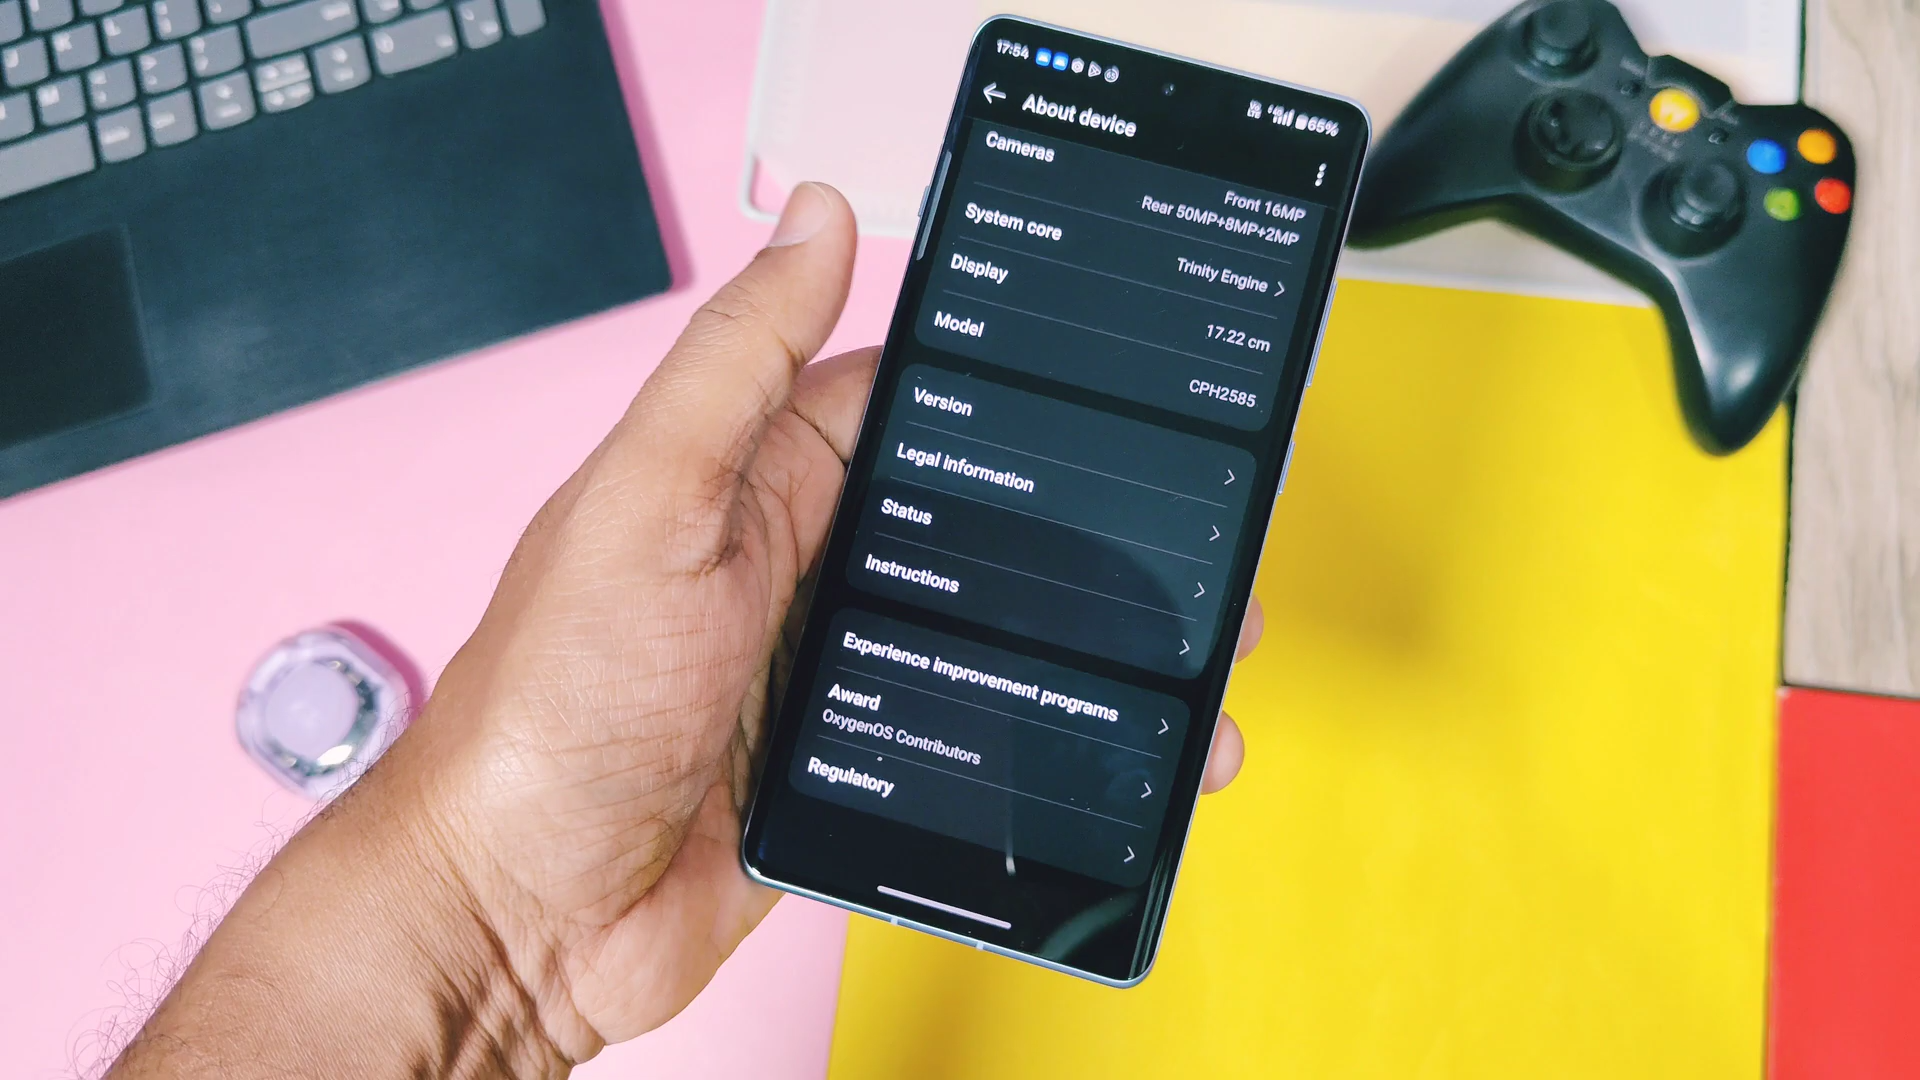 17:54
65%
About device
Cameras
Front 16MP
Rear 50MP+8MP+2MP
System core
Trinity Engine
Display
17.22 cm
Model
CPH2585
Version
Legal information
Status
Instructions
Experience improvement programs
Award
OxygenOS Contributors
Regulatory